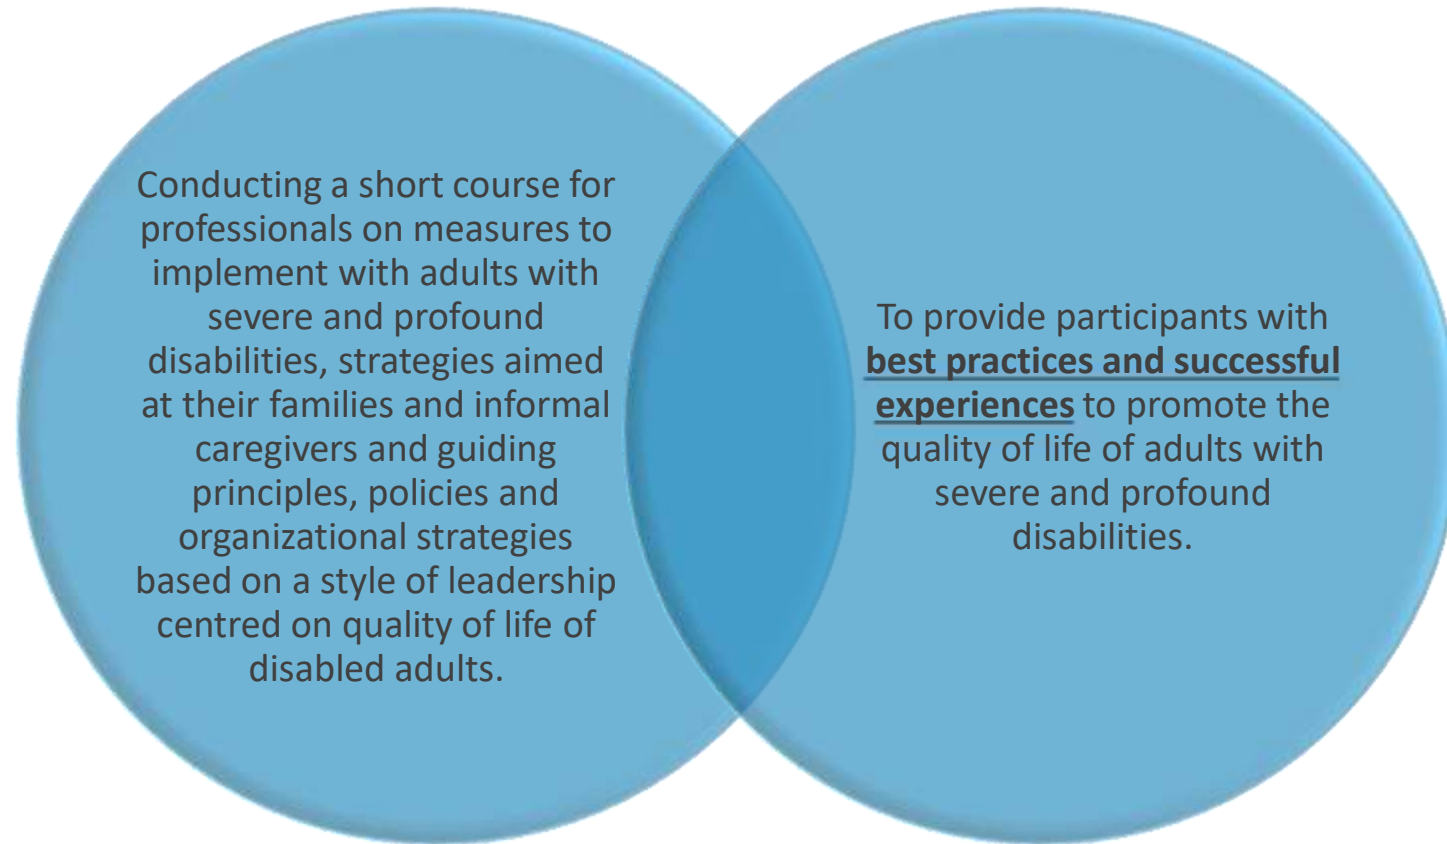 Conducting a short course for
professionals on measures to
implement with adults with
severe and profound
disabilities, strategies aimed
at their families and informal
caregivers and guiding
principles, policies and
organizational strategies
based on a style of leadership
centred on quality of life of
disabled adults.
To provide participants with
best practices and successful
experiences to promote the
quality of life of adults with
severe and profound
disabilities.